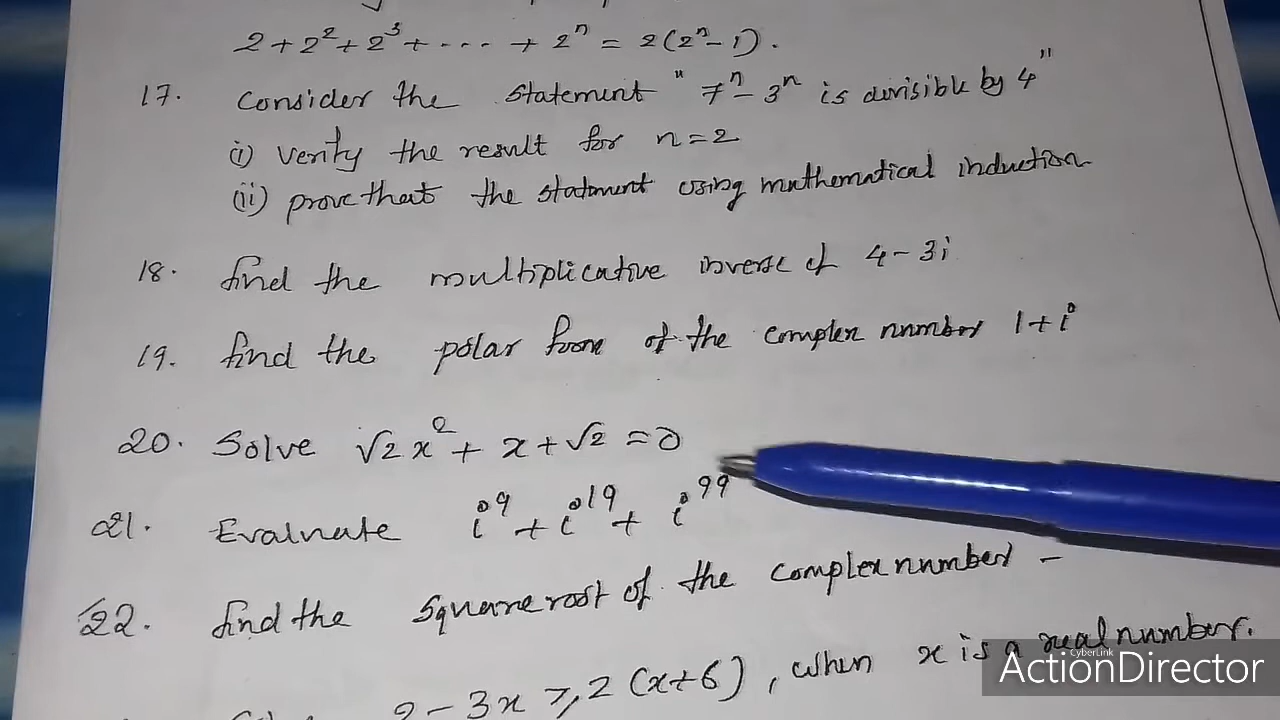 2 + 2² + 2³ + - - - + 2ⁿ = 2(2ⁿ - 1).
17. Consider the statement " 7ⁿ - 3ⁿ is divisible by 4 "
(i) verify the result for n = 2
(ii) prove that the statement using mathematical induction
18. find the multiplicative inverse of 4 - 3i
19. find the polar form of the complex number 1 + i
20. Solve √2 x² + x + √2 = 0
21. Evaluate i⁹ + i¹⁹ + i⁹⁹
22. find the square root of the complex number -
2 - 3x ≥ 2 (x+6), when x is a real number.
CyberLink
ActionDirector